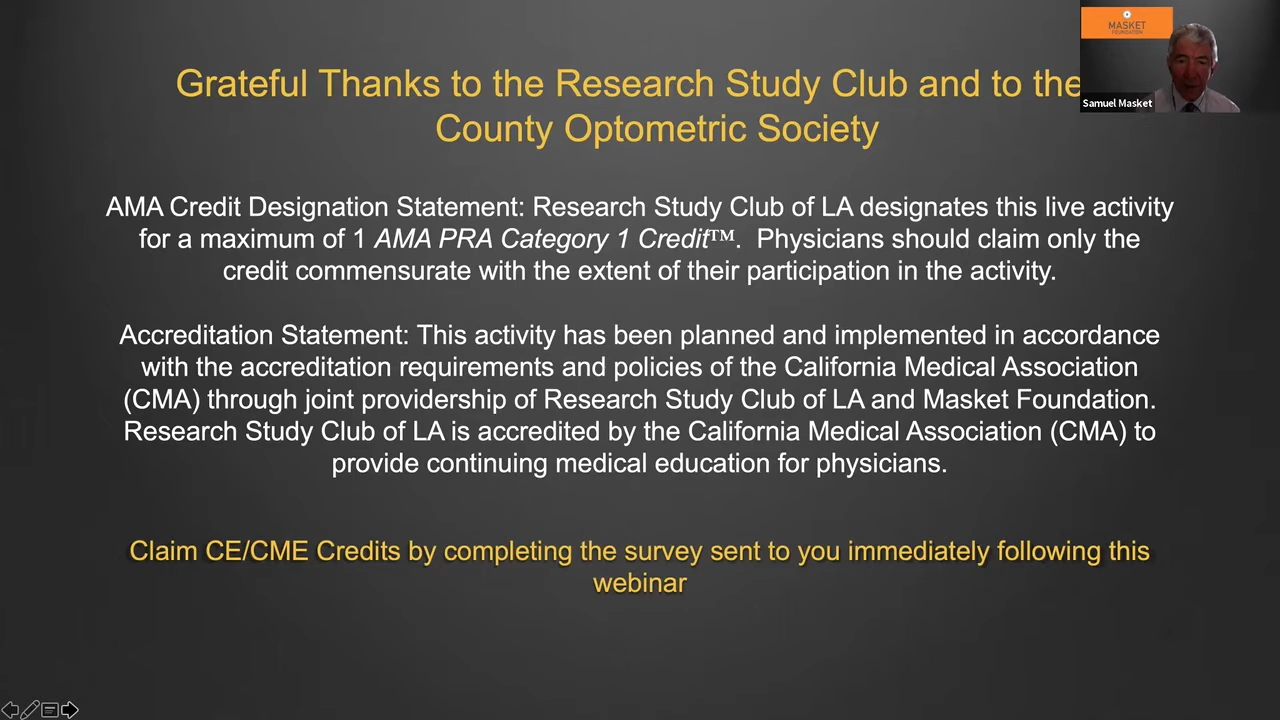 MASKET
FOUNDATION
Samuel Masket
Grateful Thanks to the Research Study Club and to the
County Optometric Society
AMA Credit Designation Statement: Research Study Club of LA designates this live activity
for a maximum of 1 AMA PRA Category 1 Credit™. Physicians should claim only the
credit commensurate with the extent of their participation in the activity.
Accreditation Statement: This activity has been planned and implemented in accordance
with the accreditation requirements and policies of the California Medical Association
(CMA) through joint providership of Research Study Club of LA and Masket Foundation.
Research Study Club of LA is accredited by the California Medical Association (CMA) to
provide continuing medical education for physicians.
Claim CE/CME Credits by completing the survey sent to you immediately following this
webinar